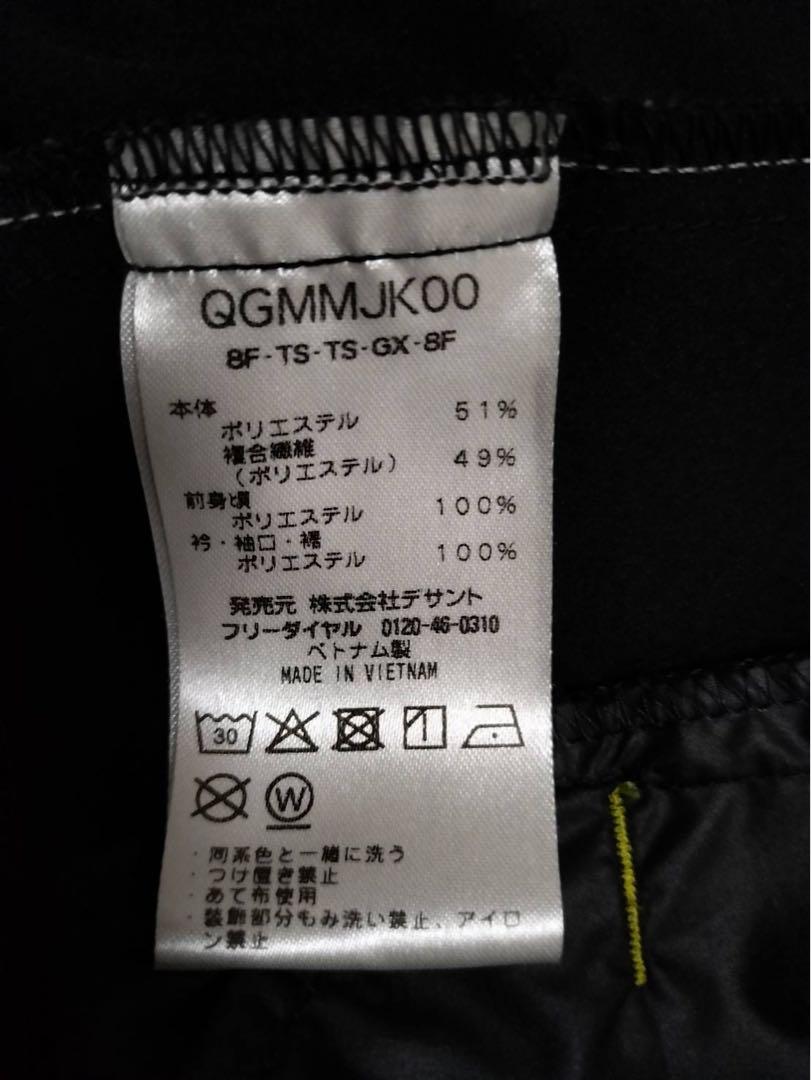 QGMMJK00
8F-TS-TS-GX-8F
本体
ポリエステル 51%
複合繊維
(ポリエステル) 49%
前身頃
ポリエステル 100%
衿・袖口・裾
ポリエステル 100%
発売元 株式会社デサント
フリーダイヤル 0120-46-0310
ベトナム製
MADE IN VIETNAM
30
W
・同系色と一緒に洗う
・つけ置き禁止
・あて布使用
・装飾部分もみ洗い禁止、アイロ
ン禁止